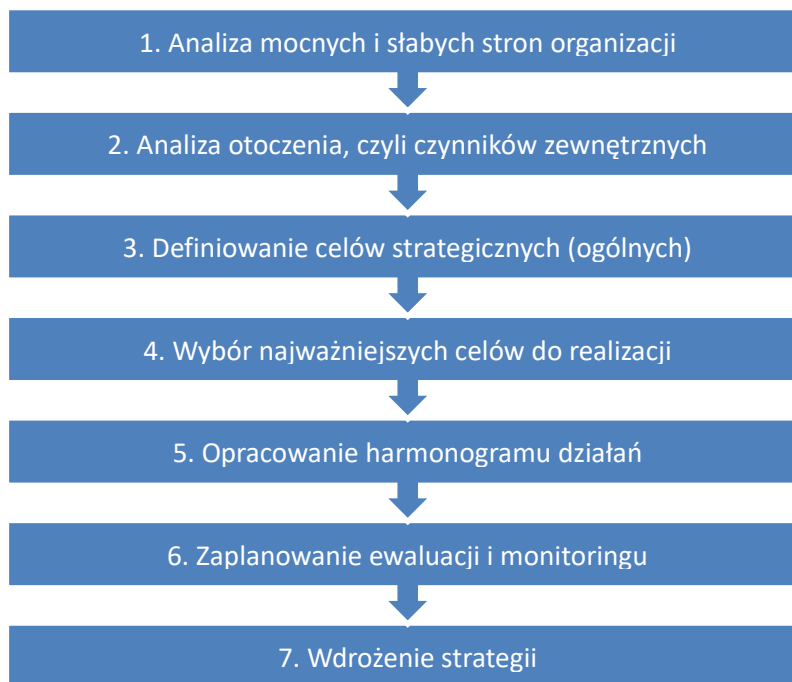 1. Analiza mocnych i słabych stron organizacji
2. Analiza otoczenia, czyli czynników zewnętrznych
3. Definiowanie celów strategicznych (ogólnych)
4. Wybór najważniejszych celów do realizacji
5. Opracowanie harmonogramu działań
6. Zaplanowanie ewaluacji i monitoringu
7. Wdrożenie strategii